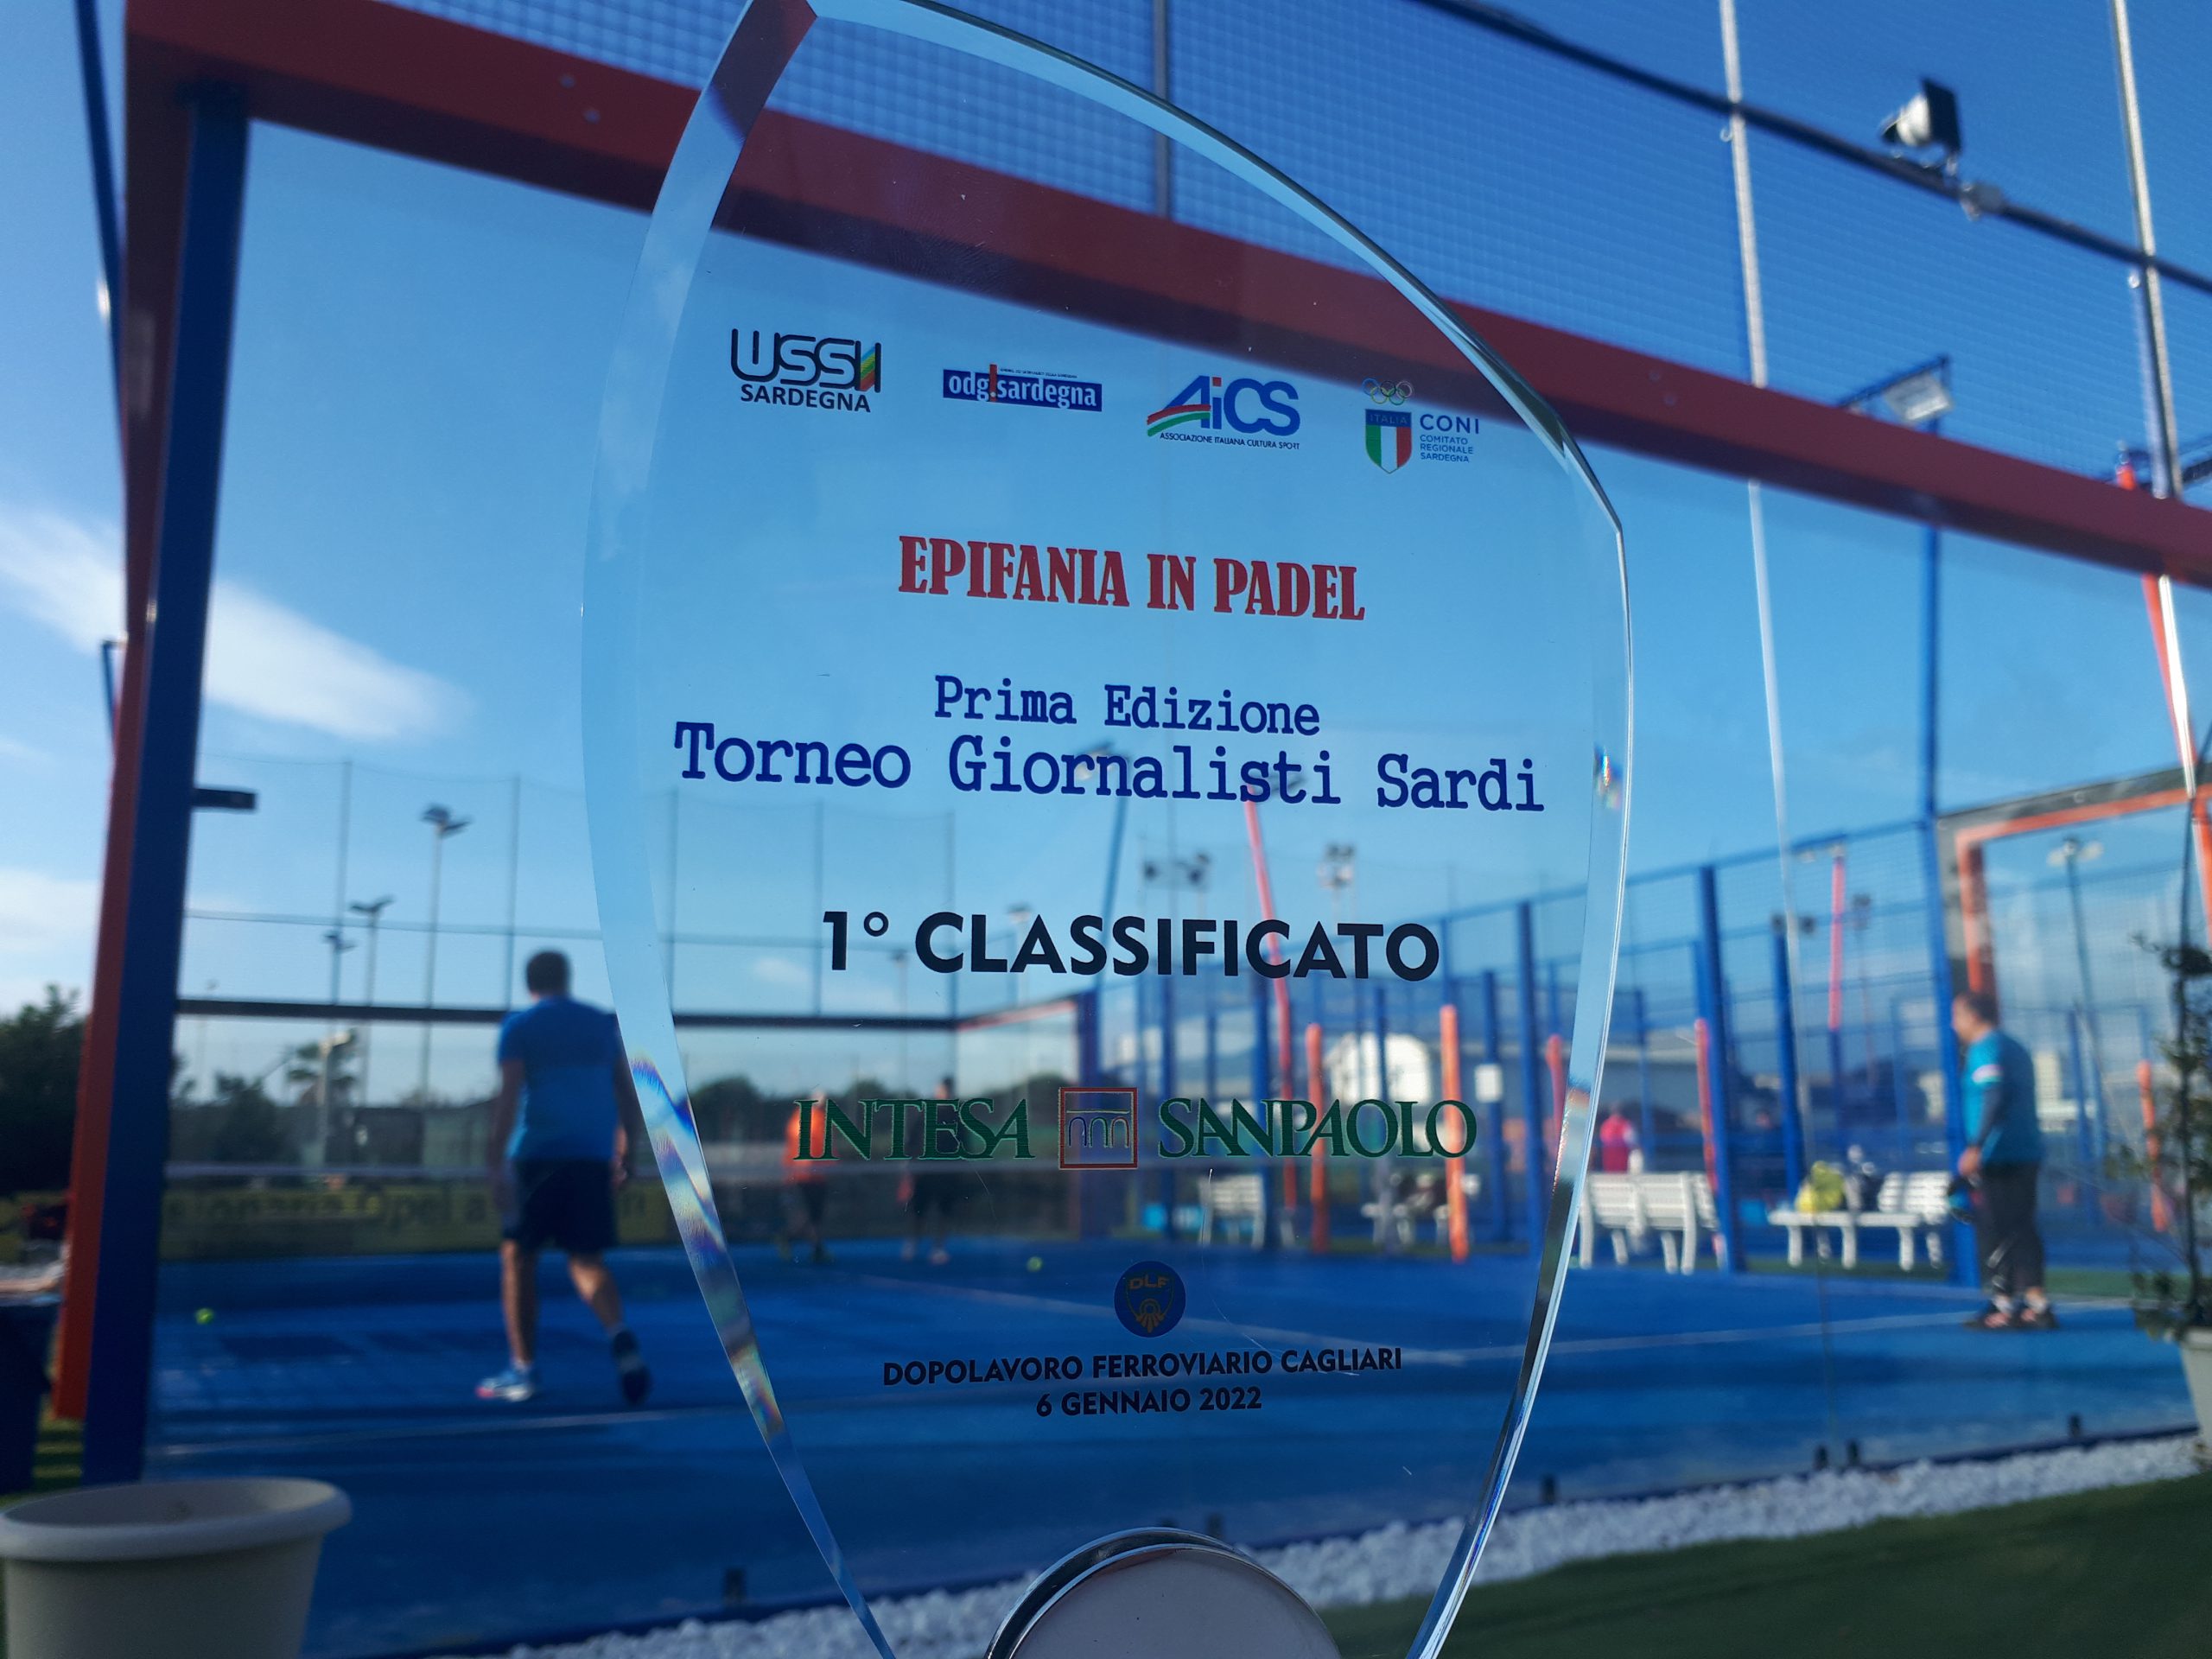 USSI
SARDEGNA
odg!sardegna
AiCS
ASSOCIAZIONE ITALIANA CULTURA SPORT
ITALIA
CONI
COMITATO
REGIONALE
SARDEGNA
EPIFANIA IN PADEL
Prima Edizione
Torneo Giornalisti Sardi
1° CLASSIFICATO
INTESA SANPAOLO
DLF
DOPOLAVORO FERROVIARIO CAGLIARI
6 GENNAIO 2022